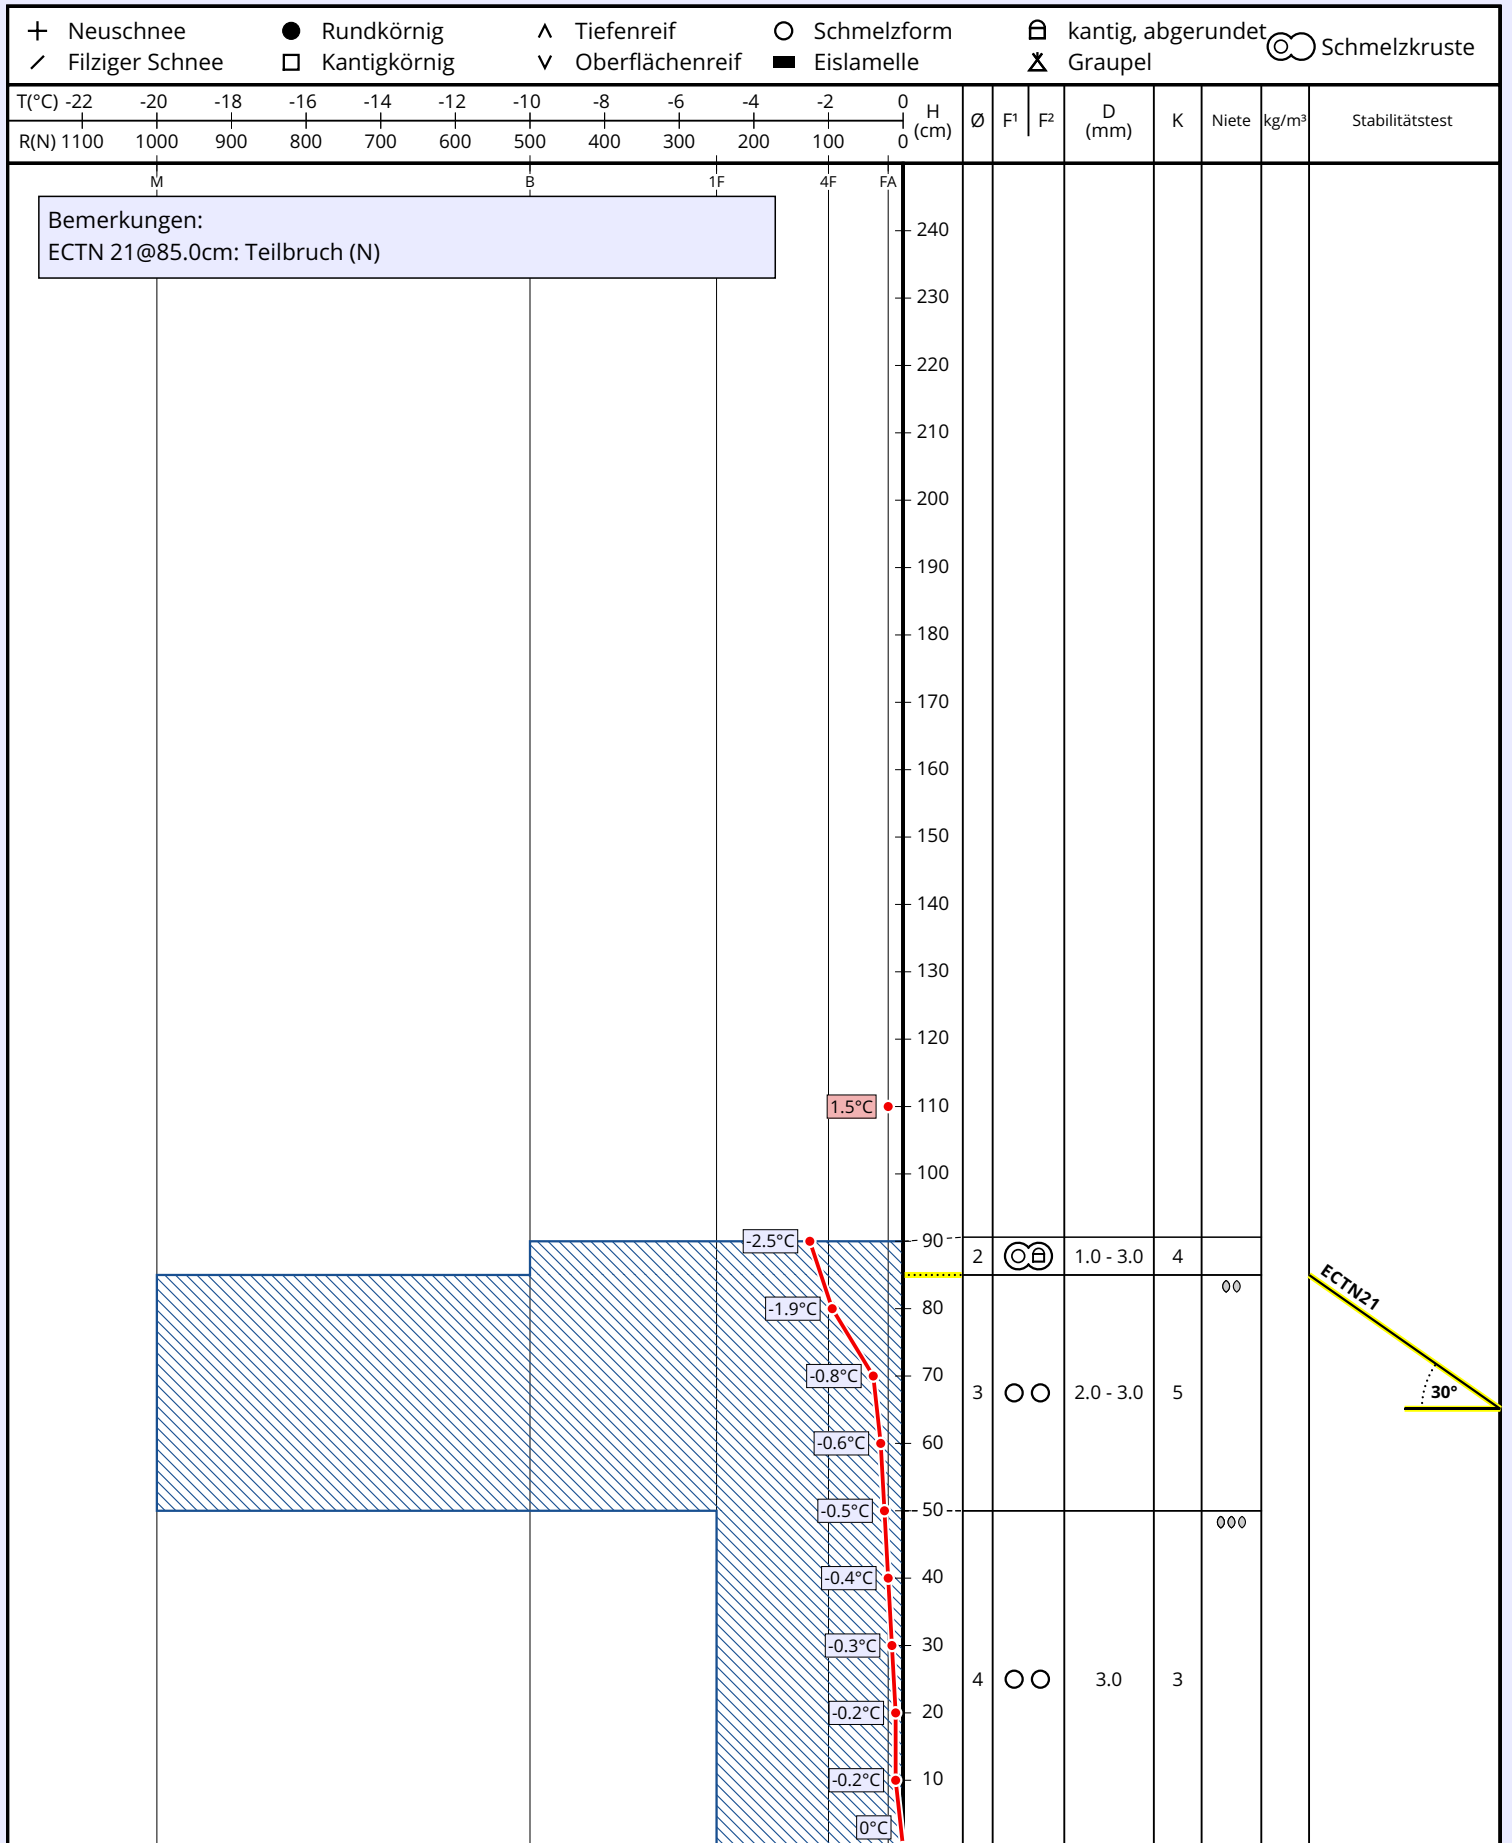 Neuschnee Rundkörnig Tiefenreif Schmelzform kantig, abgerundet Schmelzkruste
Filziger Schnee Kantigkörnig Oberflächenreif Eislamelle Graupel
T(°C) -22 -20 -18 -16 -14 -12 -10 -8 -6 -4 -2 0
R(N) 1100 1000 900 800 700 600 500 400 300 200 100 0
H (cm) Ø F¹ F² D (mm) K Niete kg/m³ Stabilitätstest
M B 1F 4F FA
Bemerkungen:
ECTN 21@85.0cm: Teilbruch (N)
240
230
220
210
200
190
180
170
160
150
140
130
120
1.5°C 110
100
-2.5°C 90
2 1.0 - 3.0 4
ECTN21
-1.9°C 80
-0.8°C 70
3 2.0 - 3.0 5 30°
-0.6°C 60
-0.5°C 50
-0.4°C 40
-0.3°C 30
4 3.0 3
-0.2°C 20
-0.2°C 10
0°C